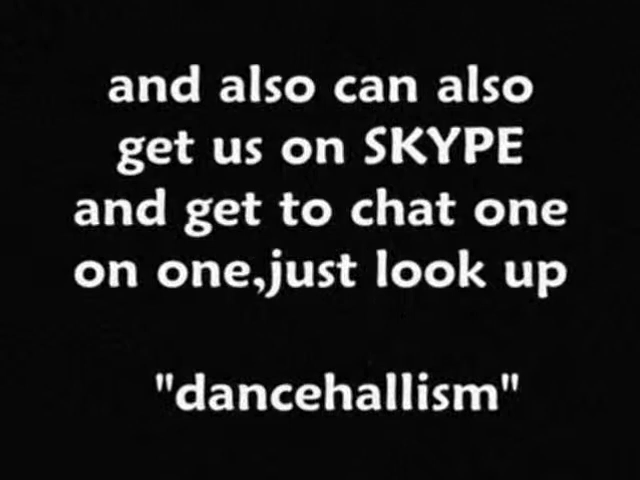 and also can also
get us on SKYPE
and get to chat one
on one,just look up
"dancehallism"